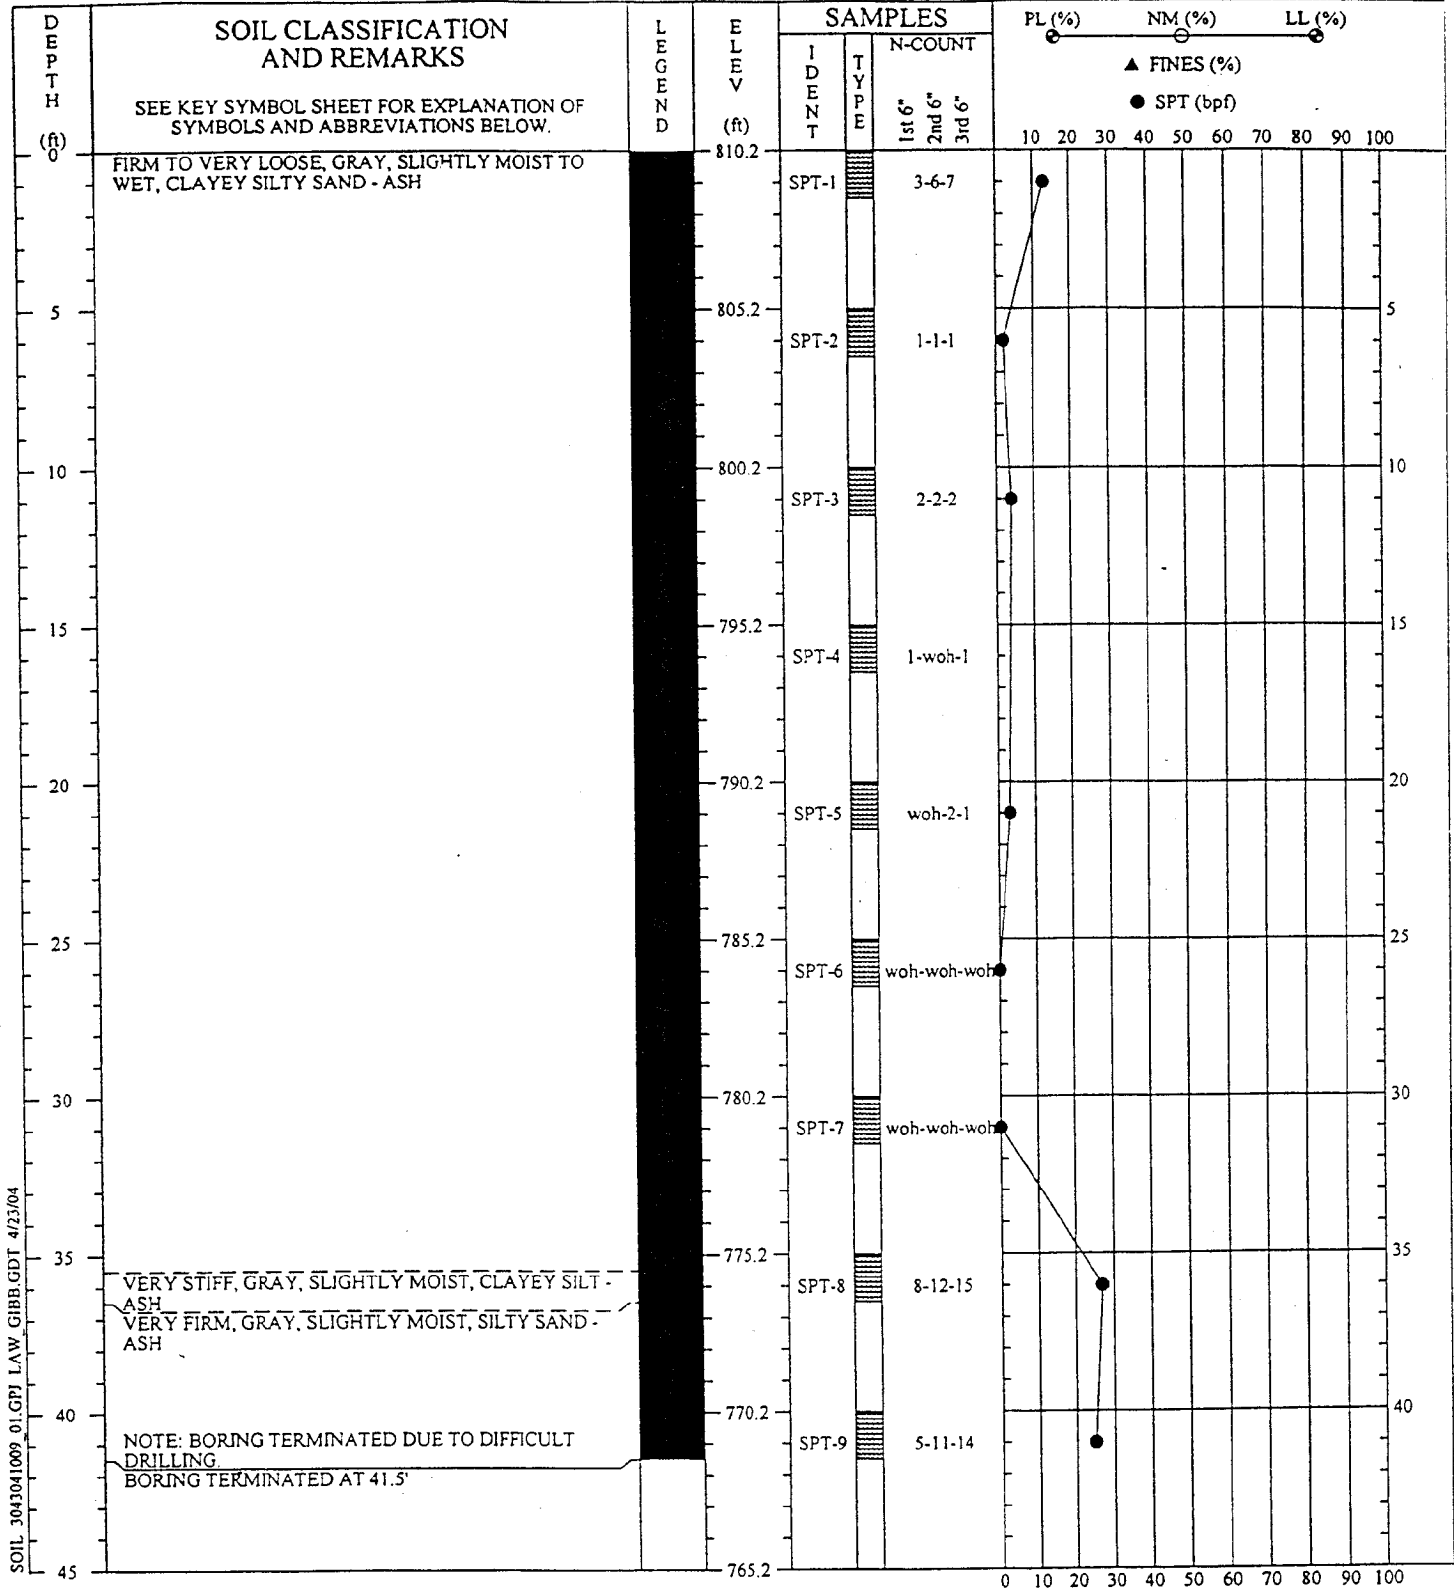 DEPTH
(ft)
SOIL CLASSIFICATION
AND REMARKS
SEE KEY SYMBOL SHEET FOR EXPLANATION OF
SYMBOLS AND ABBREVIATIONS BELOW.
LEGEND
ELEV
(ft)
SAMPLES
IDENT
TYPE
N-COUNT
1st 6"
2nd 6"
3rd 6"
PL (%) NM (%) LL (%)
▲ FINES (%)
● SPT (bpf)
10 20 30 40 50 60 70 80 90 100
0
FIRM TO VERY LOOSE, GRAY, SLIGHTLY MOIST TO
WET, CLAYEY SILTY SAND - ASH
810.2
SPT-1 3-6-7
5 805.2 5
SPT-2 1-1-1
10 800.2 10
SPT-3 2-2-2
15 795.2 15
SPT-4 1-woh-1
20 790.2 20
SPT-5 woh-2-1
25 785.2 25
SPT-6 woh-woh-woh
30 780.2 30
SPT-7 woh-woh-woh
35 775.2 35
VERY STIFF, GRAY, SLIGHTLY MOIST, CLAYEY SILT -
ASH
SPT-8 8-12-15
VERY FIRM, GRAY, SLIGHTLY MOIST, SILTY SAND -
ASH
40 770.2 40
NOTE: BORING TERMINATED DUE TO DIFFICULT
DRILLING.
SPT-9 5-11-14
BORING TERMINATED AT 41.5'
45 765.2
0 10 20 30 40 50 60 70 80 90 100
SOIL 3043041009_01.GPJ LAW_GIBB.GDT 4/23/04